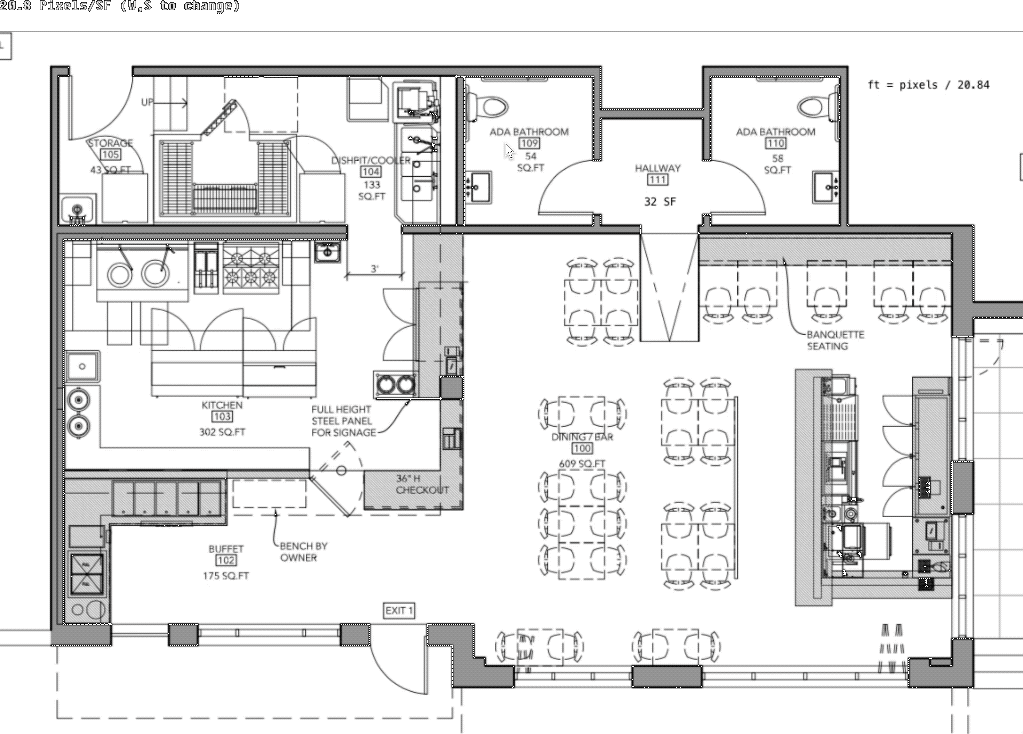 20.8 Pixels/SF (W,S to change)
ft = pixels / 20.84
UP
STORAGE
105
43 SQ.FT
DISHPIT/COOLER
104
133
SQ.FT
ADA BATHROOM
109
54
SQ.FT
HALLWAY
111
32 SF
ADA BATHROOM
110
58
SQ.FT
3'
BANQUETTE
SEATING
KITCHEN
103
302 SQ.FT
FULL HEIGHT
STEEL PANEL
FOR SIGNAGE
DINING / BAR
100
609 SQ.FT
36" H
CHECKOUT
BUFFET
102
175 SQ.FT
BENCH BY
OWNER
EXIT 1